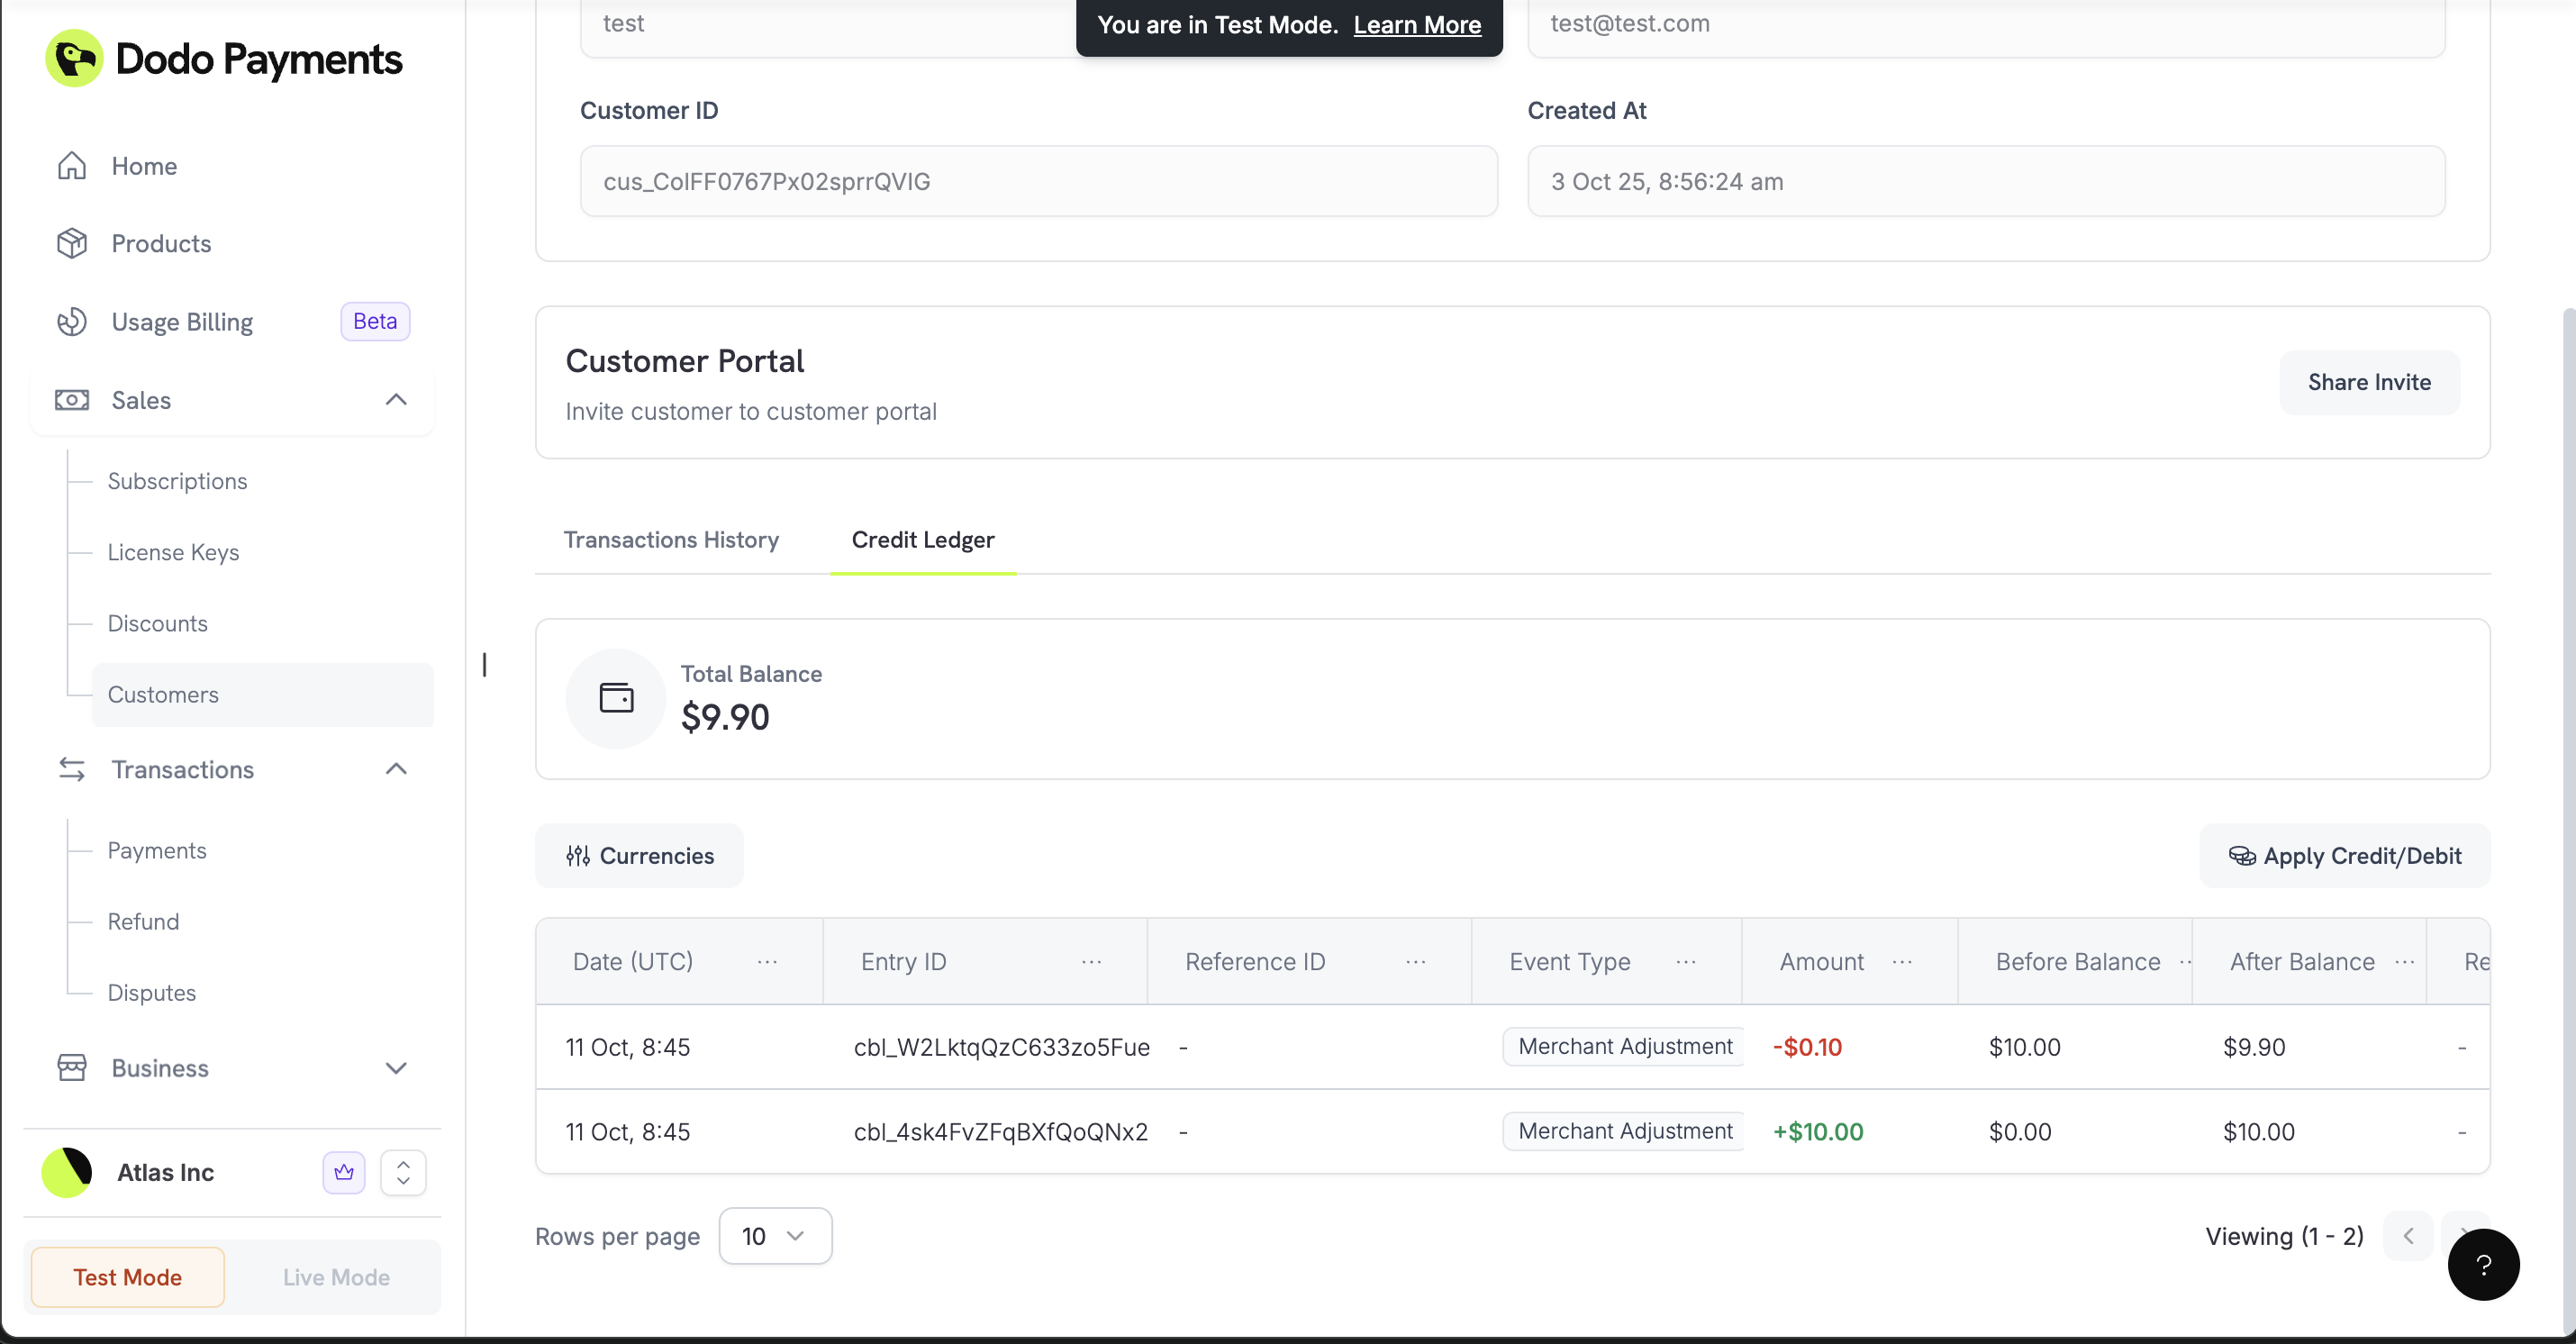 Dodo Payments
Home
Products
Usage Billing
Beta
Sales
Subscriptions
License Keys
Discounts
Customers
Transactions
Payments
Refund
Disputes
Business
Atlas Inc
Test Mode
Live Mode
You are in Test Mode. Learn More
test
test@test.com
Customer ID
Created At
cus_ColFF0767Px02sprrQVIG
3 Oct 25, 8:56:24 am
Customer Portal
Invite customer to customer portal
Share Invite
Transactions History
Credit Ledger
Total Balance
$9.90
Currencies
Apply Credit/Debit
Date (UTC) ··· Entry ID ··· Reference ID ··· Event Type ··· Amount ··· Before Balance ·· After Balance ··· Re
11 Oct, 8:45 cbl_W2LktqQzC633zo5Fue - Merchant Adjustment -$0.10 $10.00 $9.90 -
11 Oct, 8:45 cbl_4sk4FvZFqBXfQoQNx2 - Merchant Adjustment +$10.00 $0.00 $10.00 -
Rows per page 10
Viewing (1 - 2)
?